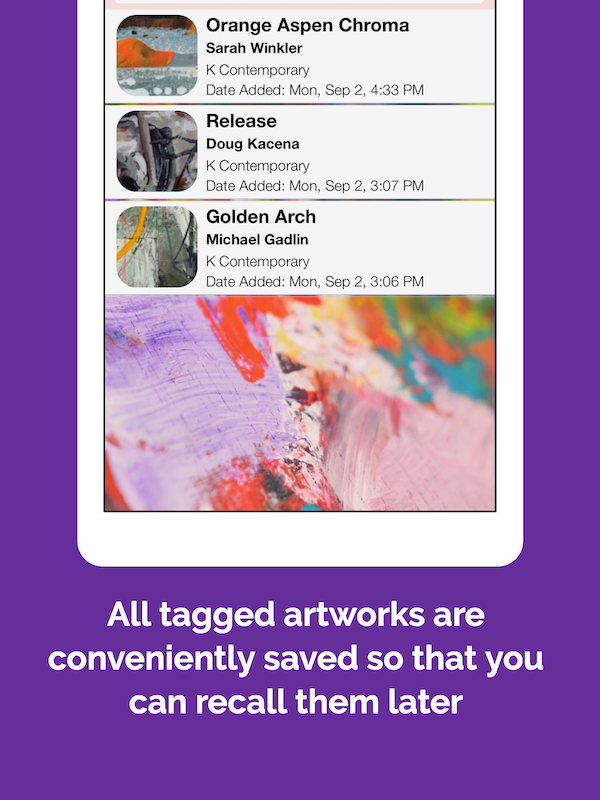 Orange Aspen Chroma
Sarah Winkler
K Contemporary
Date Added: Mon, Sep 2, 4:33 PM
Release
Doug Kacena
K Contemporary
Date Added: Mon, Sep 2, 3:07 PM
Golden Arch
Michael Gadlin
K Contemporary
Date Added: Mon, Sep 2, 3:06 PM
All tagged artworks are
conveniently saved so that you
can recall them later